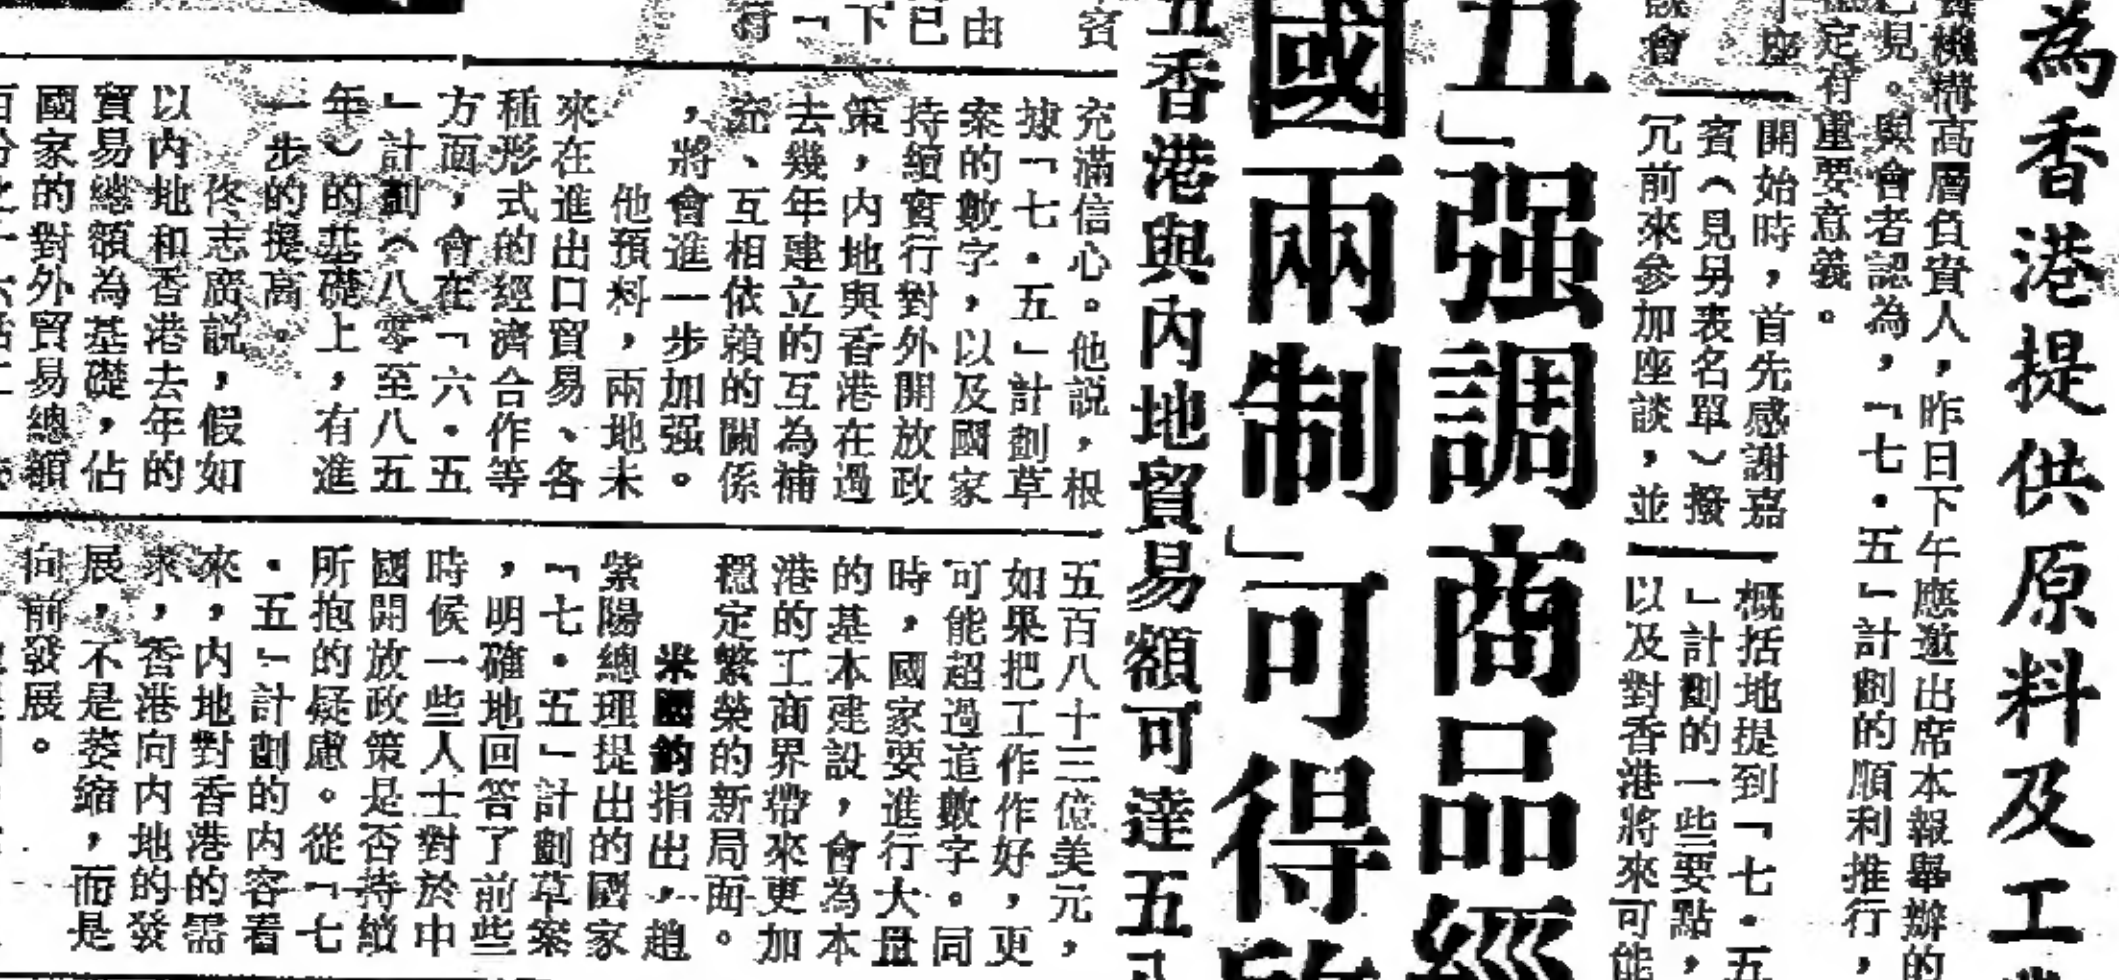 為香港提供原料及工
機構高層負責人，昨日下午應邀出席本報舉辦的
見。與會者認為，「七·五」計劃的順利推行，
定有重要意義。
座
會
開始時，首先感謝嘉
賓（見另表名單）撥
冗前來參加座談，並
概括地提到「七·五
」計劃的一些要點，
以及對香港將來可能
五」强調商品經
國兩制」可得
五香港與內地貿易額可達五
賓
由
已
下
「
充滿信心。他説，根
據「七·五」計劃草
案的數字，以及國家
持續實行對外開放政
策，内地與香港在過
去幾年建立的互為補
充、互相依賴的關係
，將會進一步加强。
他預料，兩地未
來在進出口貿易、各
種形式的經濟合作等
方面，會在「六·五
」計劃（八零至八五
年）的基礎上，有進
一步的提高。
佟志廣説，假如
以内地和香港去年的
貿易總額為基礎，佔
國家的對外貿易總額
五百八十三億美元，
如果把工作作好，更
可能超過這數字。同
時，國家要進行大量
的基本建設，會為本
港的工商界帶來更加
穩定繁榮的新局面。
米國鈞指出，趙
紫陽總理提出的國家
「七·五」計劃草案
，明確地回答了前些
時候一些人士對於中
國開放政策是否持續
所抱的疑慮。從「七
·五」計劃的内容看
來，内地對香港的需
求，香港向内地的發
展，不是萎縮，而是
向前發展。